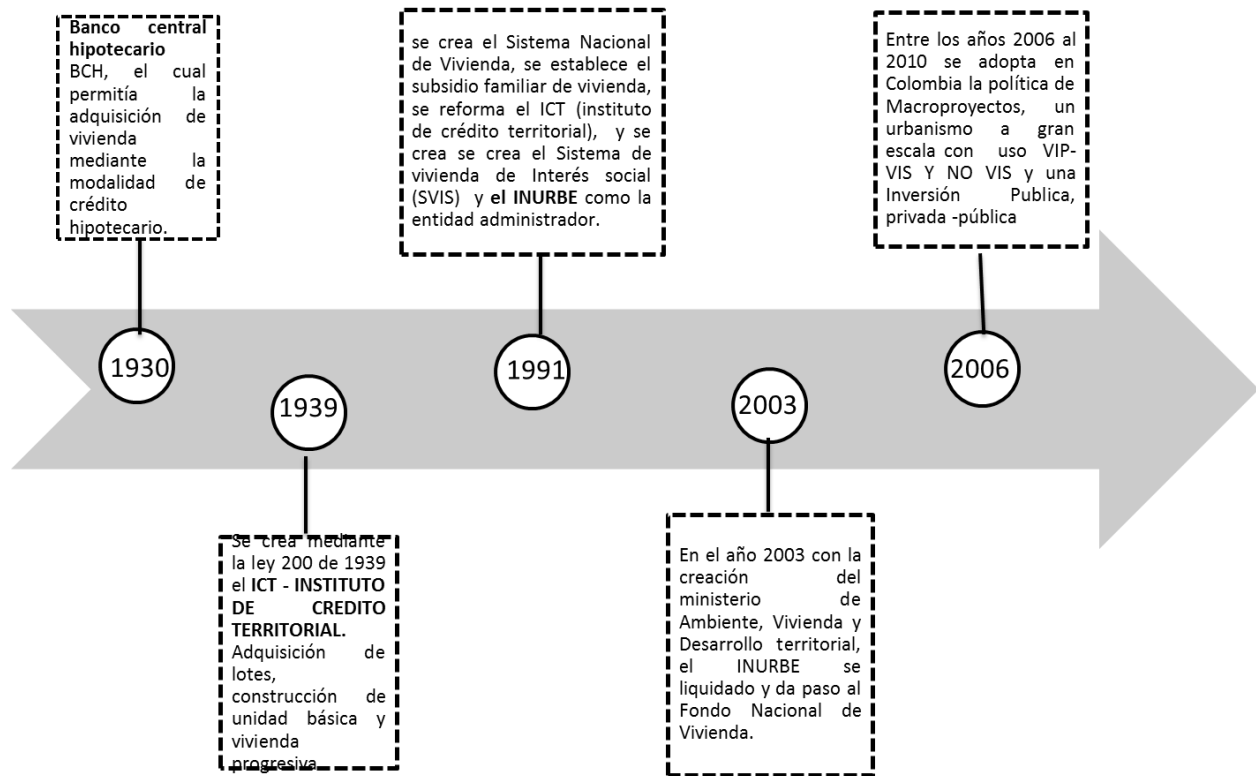 Banco central
hipotecario
BCH, el cual
permitía la
adquisición de
vivienda
mediante la
modalidad de
crédito
hipotecario.
se crea el Sistema Nacional
de Vivienda, se establece el
subsidio familiar de vivienda,
se reforma el ICT (instituto
de crédito territorial), y se
crea se crea el Sistema de
vivienda de Interés social
(SVIS) y el INURBE como la
entidad administrador.
Entre los años 2006 al
2010 se adopta en
Colombia la política de
Macroproyectos, un
urbanismo a gran
escala con uso VIP-
VIS Y NO VIS y una
Inversión Publica,
privada -pública
1930
1939
1991
2003
2006
Se crea mediante
la ley 200 de 1939
el ICT - INSTITUTO
DE CREDITO
TERRITORIAL.
Adquisición de
lotes,
construcción de
unidad básica y
vivienda
progresiva
En el año 2003 con la
creación del
ministerio de
Ambiente, Vivienda y
Desarrollo territorial,
el INURBE se
liquidado y da paso al
Fondo Nacional de
Vivienda.